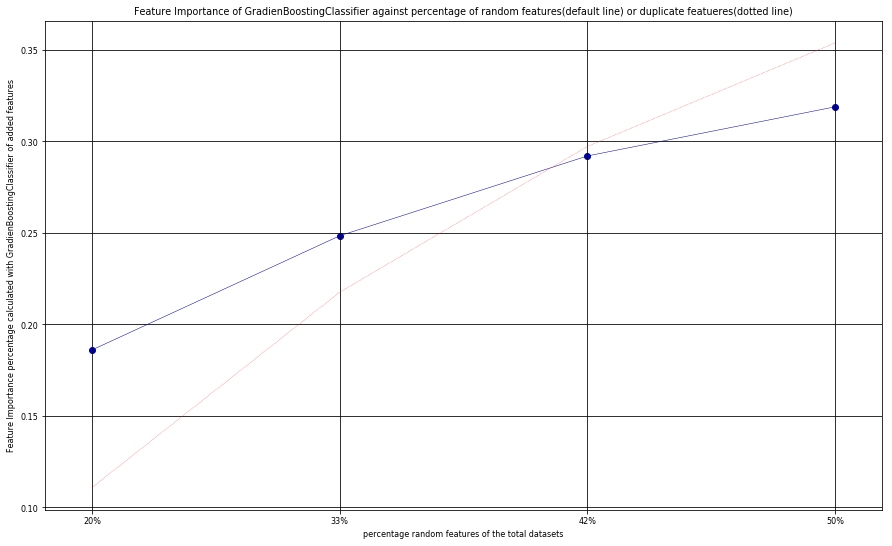 Feature Importance of GradienBoostingClassifier against percentage of random features(default line) or duplicate featueres(dotted line)
Feature Importance percentage calculated with GradienBoostingClassifier of added features
0.35
0.30
0.25
0.20
0.15
0.10
20% 33% 42% 50%
percentage random features of the total datasets